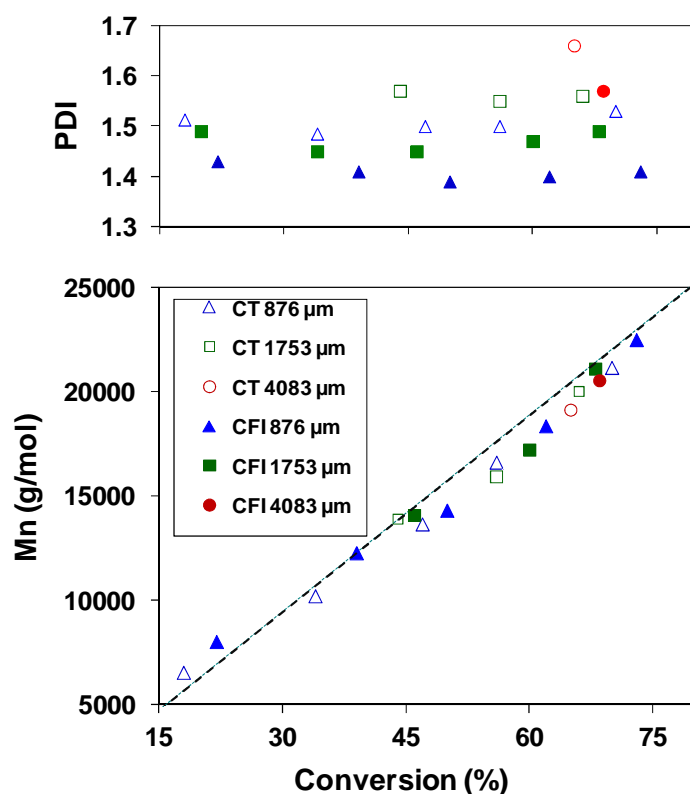 1.7
1.6
1.5
1.4
1.3
PDI
25000
20000
15000
10000
5000
Mn (g/mol)
CT 876 µm
CT 1753 µm
CT 4083 µm
CFI 876 µm
CFI 1753 µm
CFI 4083 µm
15 30 45 60 75
Conversion (%)